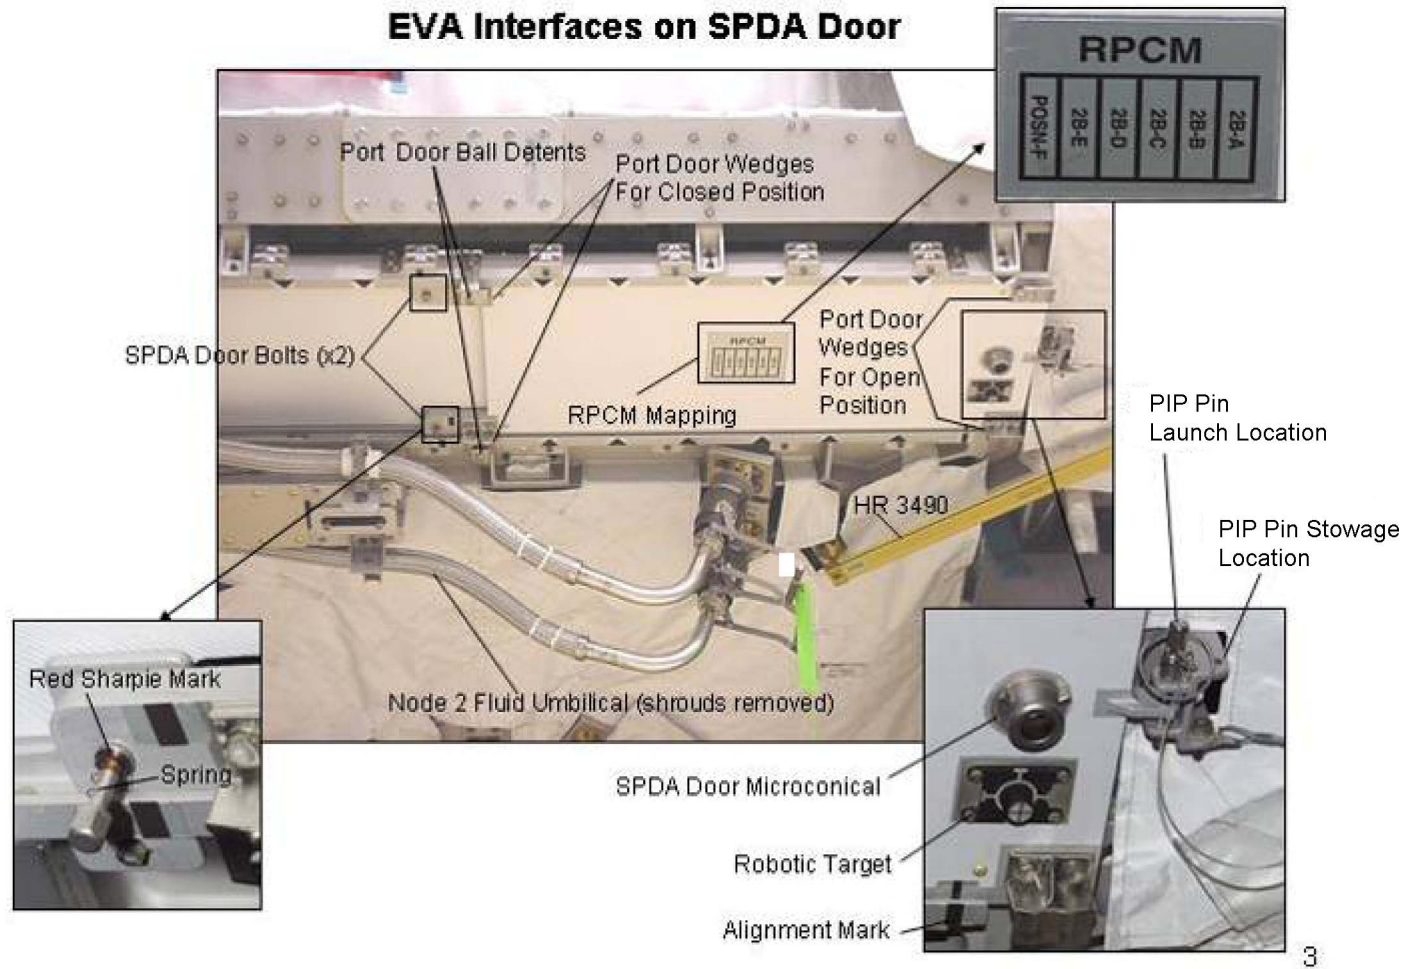 EVA Interfaces on SPDA Door
RPCM
POSN-F
2B-E
2B-D
2B-C
2B-B
2B-A
Port Door Ball Detents
Port Door Wedges
For Closed Position
SPDA Door Bolts (x2)
RPCM
RPCM Mapping
Port Door
Wedges
For Open
Position
PIP Pin
Launch Location
HR 3490
PIP Pin Stowage
Location
Red Sharpie Mark
Spring
Node 2 Fluid Umbilical (shrouds removed)
SPDA Door Microconical
Robotic Target
Alignment Mark
3